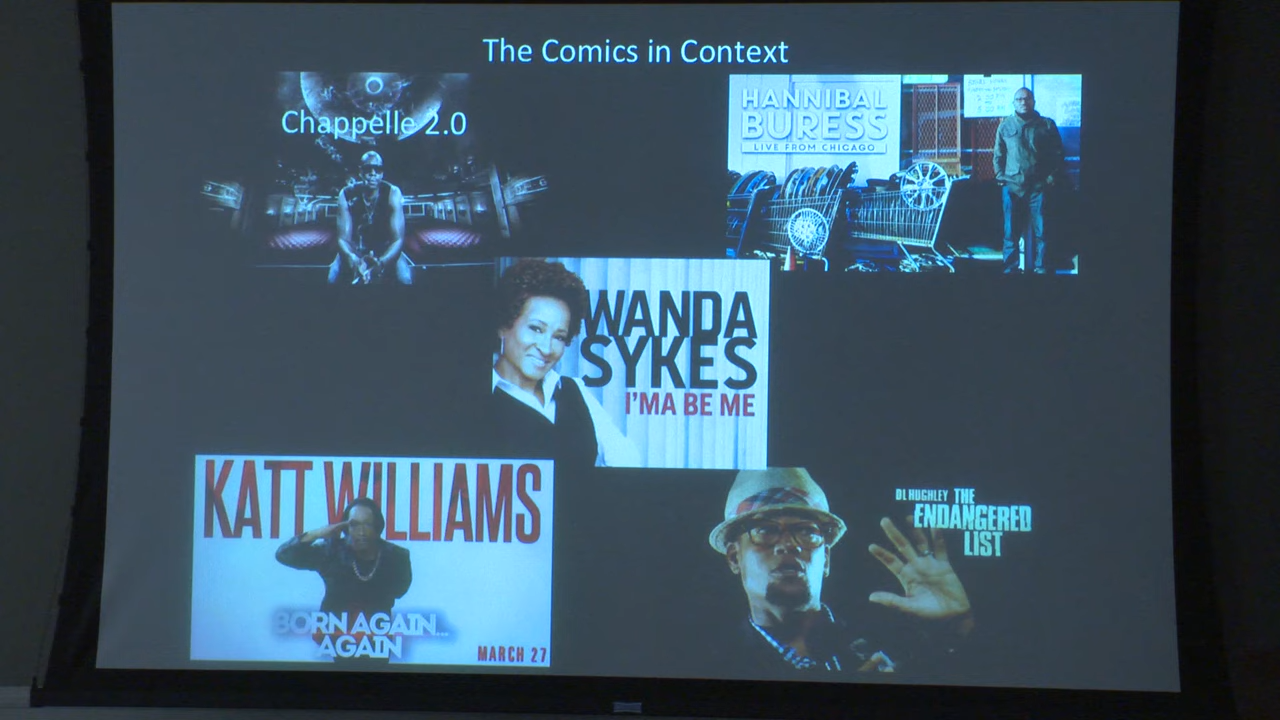 The Comics in Context
Chappelle 2.0
HANNIBAL
BURESS
LIVE FROM CHICAGO
WANDA
SYKES
I'MA BE ME
KATT WILLIAMS
BORN AGAIN...
AGAIN
MARCH 27
DL HUGHLEY THE
ENDANGERED
LIST